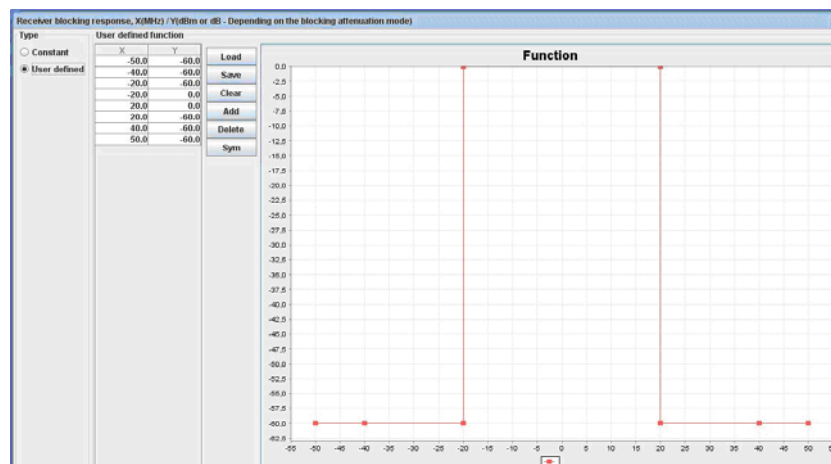 Receiver blocking response, X(MHz) / Y(dBm or dB - Depending on the blocking attenuation mode)
Type
Constant
User defined
User defined function
X Y
-50.0 -60.0
-40.0 -60.0
-20.0 -60.0
-20.0 0.0
20.0 0.0
20.0 -60.0
40.0 -60.0
50.0 -60.0
Load
Save
Clear
Add
Delete
Sym
Function
0,0
-2,5
-5,0
-7,5
-10,0
-12,5
-15,0
-17,5
-20,0
-22,5
-25,0
-27,5
-30,0
-32,5
-35,0
-37,5
-40,0
-42,5
-45,0
-47,5
-50,0
-52,5
-55,0
-57,5
-60,0
-62,5
-55 -50 -45 -40 -35 -30 -25 -20 -15 -10 -5 0 5 10 15 20 25 30 35 40 45 50 55